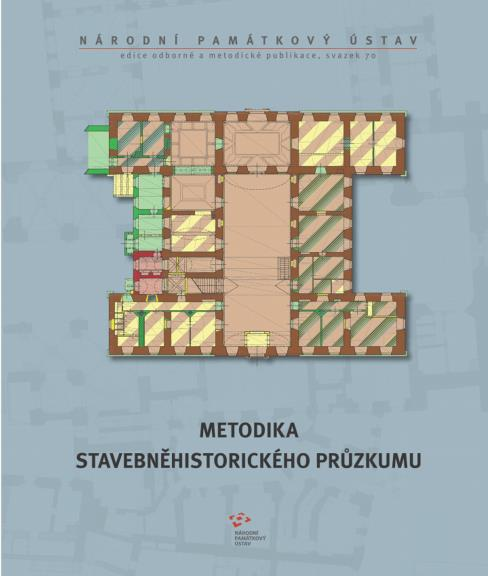 NÁRODNÍ PAMÁTKOVÝ ÚSTAV
edice odborné a metodické publikace, svazek 70
METODIKA
STAVEBNĚHISTORICKÉHO PRŮZKUMU
NÁRODNÍ
PAMÁTKOVÝ
ÚSTAV